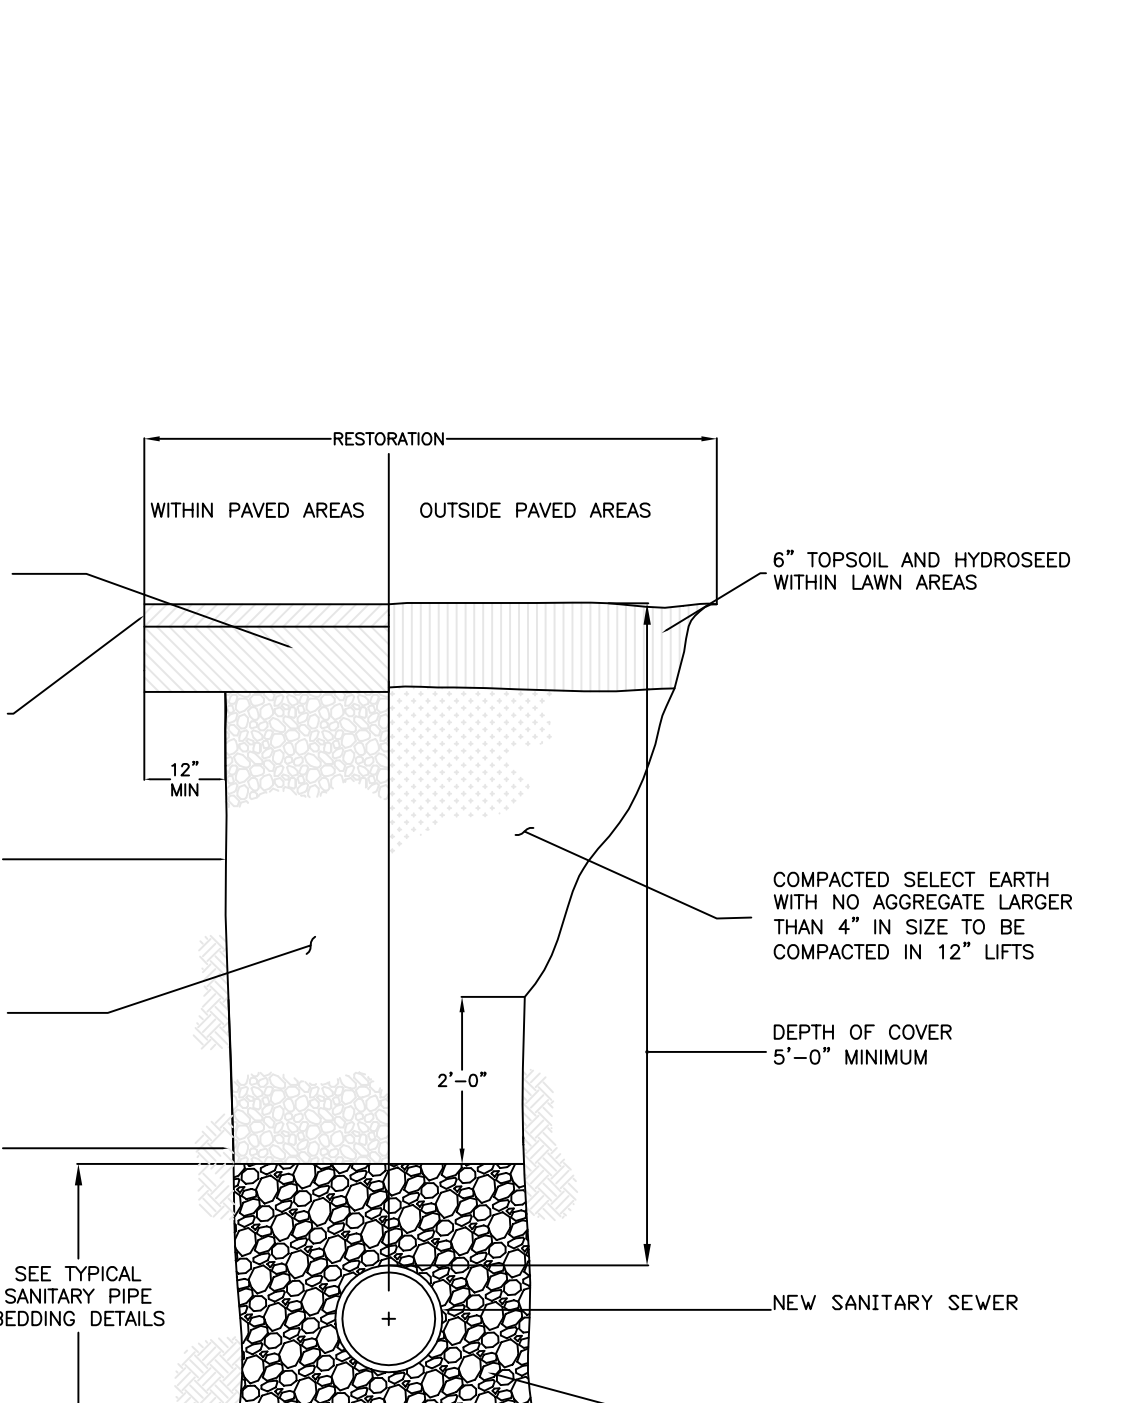 RESTORATION
WITHIN PAVED AREAS
OUTSIDE PAVED AREAS
6" TOPSOIL AND HYDROSEED
WITHIN LAWN AREAS
12"
MIN
COMPACTED SELECT EARTH
WITH NO AGGREGATE LARGER
THAN 4" IN SIZE TO BE
COMPACTED IN 12" LIFTS
DEPTH OF COVER
5'-0" MINIMUM
2'-0"
SEE TYPICAL
SANITARY PIPE
BEDDING DETAILS
NEW SANITARY SEWER